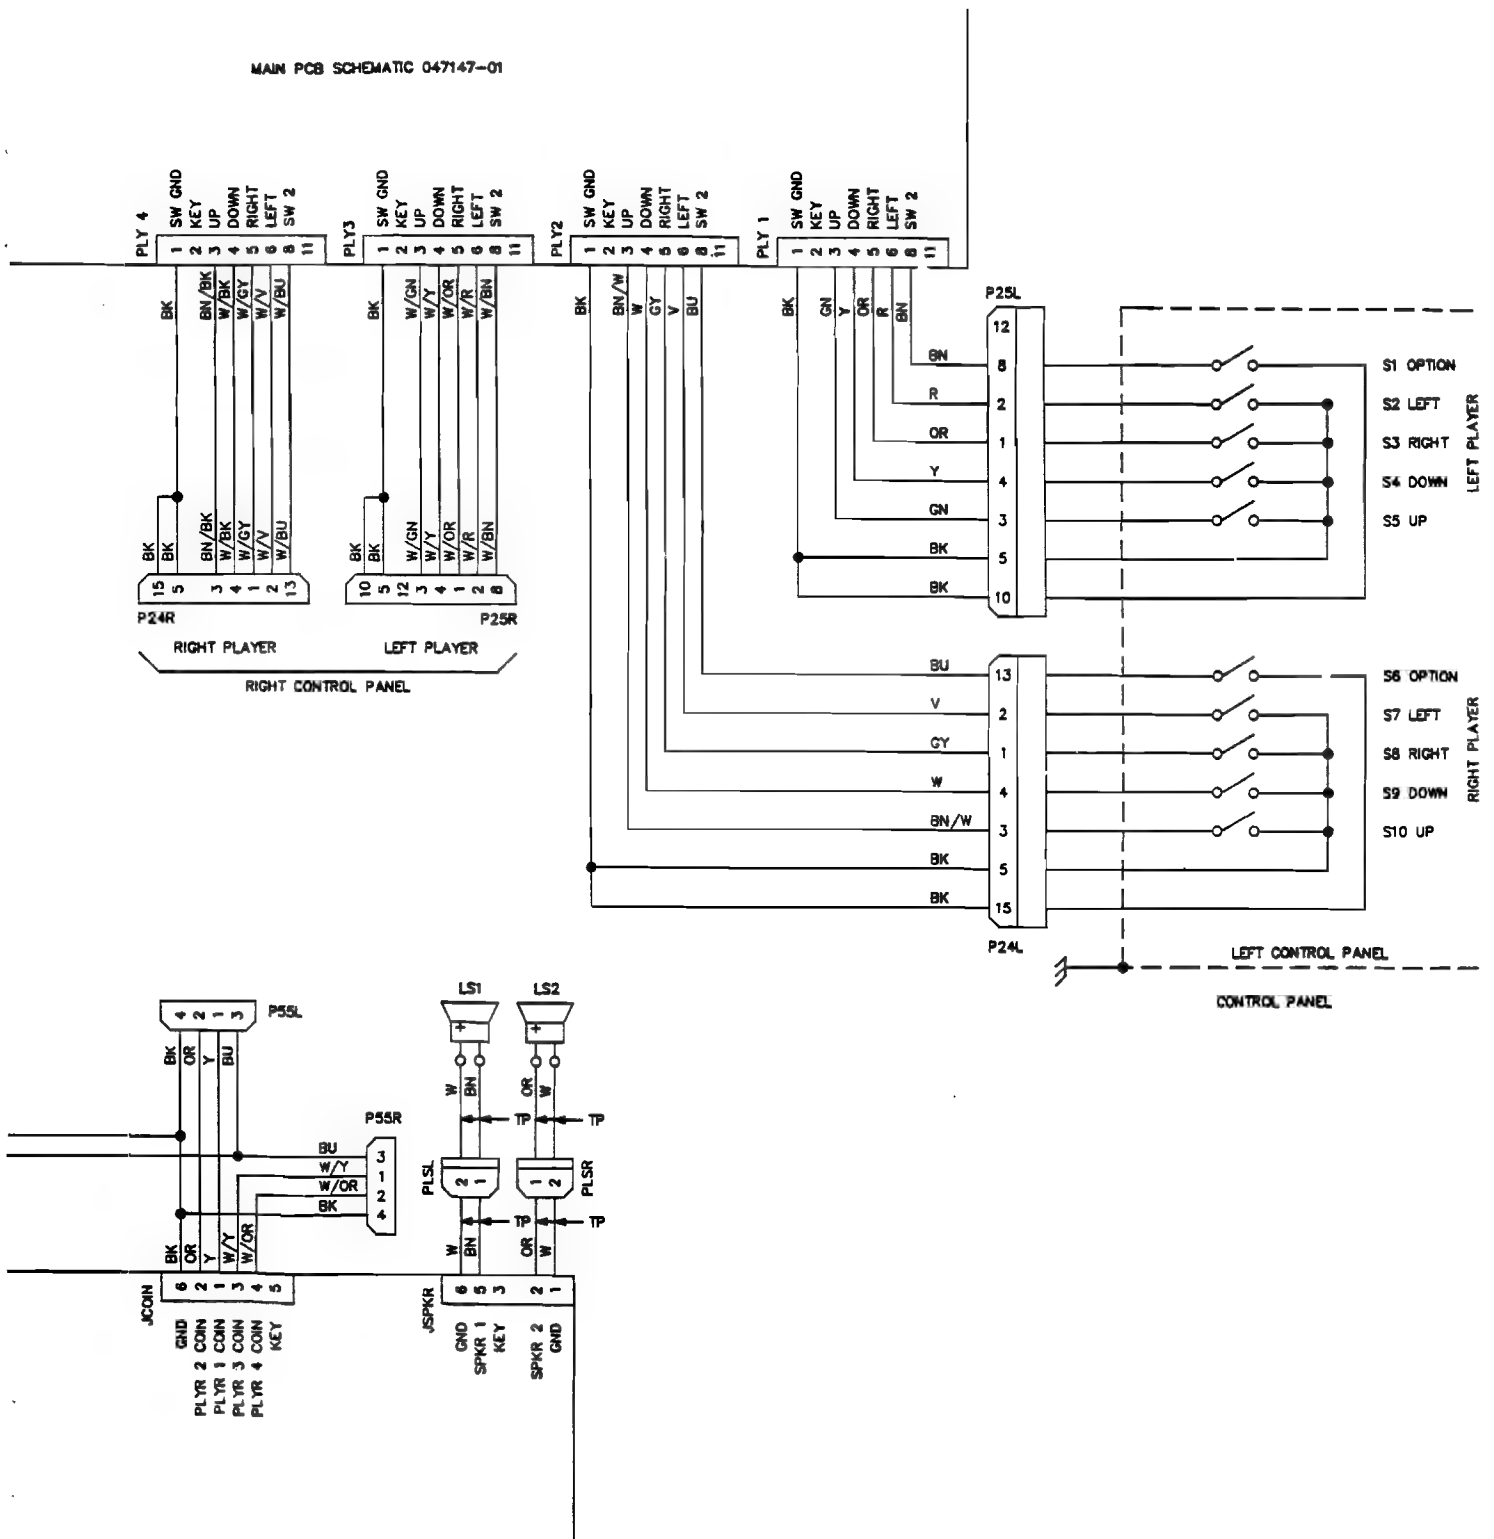 MAIN PCB SCHEMATIC 047147-01
PLY 4
SW GND
KEY
UP
DOWN
RIGHT
LEFT
SW 2
1 2 3 4 5 6 8 11
BK
BN/BK
W/BK
W/GY
W/V
W/BU
BK
BK
BN/BK
W/BK
W/GY
W/V
W/BU
15 5 3 4 1 2 13
P24R
RIGHT PLAYER
PLY3
SW GND
KEY
UP
DOWN
RIGHT
LEFT
SW 2
1 2 3 4 5 6 8 11
BK
W/GN
W/Y
W/OR
W/R
W/BN
BK
BK
W/GN
W/Y
W/OR
W/R
W/BN
10 5 12 3 4 1 2 8
P25R
LEFT PLAYER
RIGHT CONTROL PANEL
PLY2
SW GND
KEY
UP
DOWN
RIGHT
LEFT
SW 2
1 2 3 4 5 6 8 11
BK
BN/W
W
GY
V
BU
PLY 1
SW GND
KEY
UP
DOWN
RIGHT
LEFT
SW 2
1 2 3 4 5 6 8 11
BK
GN
Y
OR
R
BN
P25L
12
BN 8 S1 OPTION
R 2 S2 LEFT
OR 1 S3 RIGHT
Y 4 S4 DOWN
GN 3 S5 UP
BK 5
BK 10
LEFT PLAYER
BU 13 S6 OPTION
V 2 S7 LEFT
GY 1 S8 RIGHT
W 4 S9 DOWN
BN/W 3 S10 UP
BK 5
BK 15
RIGHT PLAYER
P24L
LEFT CONTROL PANEL
CONTROL PANEL
P55L
4 2 1 3
BK
OR
Y
BU
P55R
BU 3
W/Y 1
W/OR 2
BK 4
BK
OR
Y
W/Y
W/OR
JCOIN
6 2 1 3 4 5
GND
PLYR 2 COIN
PLYR 1 COIN
PLYR 3 COIN
PLYR 4 COIN
KEY
LS1
LS2
+
+
W
BN
OR
W
TP
TP
PLSL
2 1
1 2
PLSR
TP
TP
W
BN
OR
W
JSPKR
6 5 3 2 1
GND
SPKR 1
KEY
SPKR 2
GND